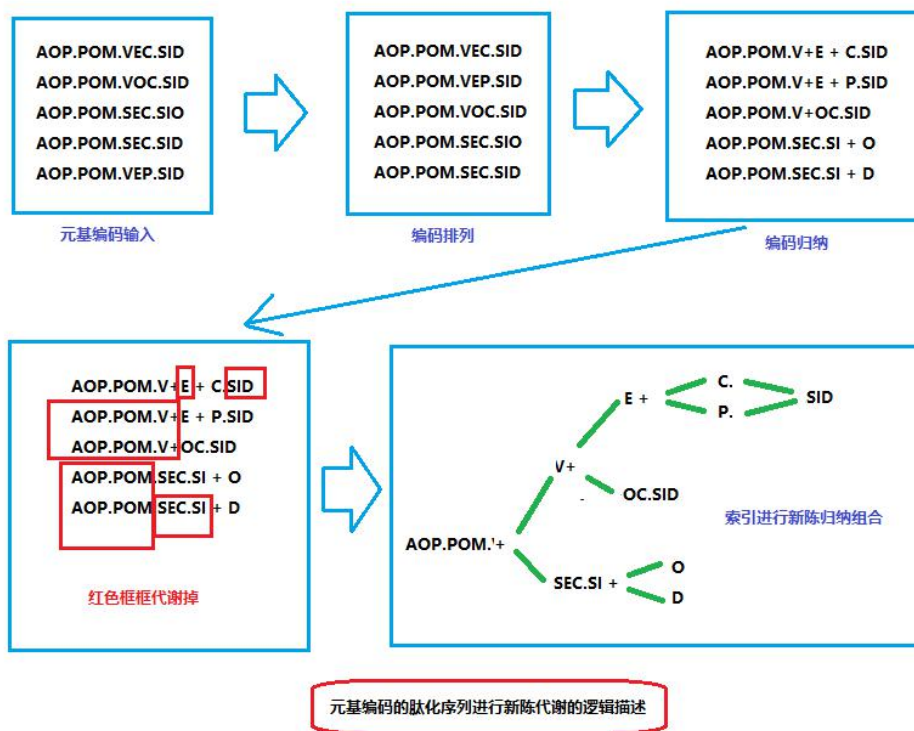 AOP.POM.VEC.SID
AOP.POM.VOC.SID
AOP.POM.SEC.SIO
AOP.POM.SEC.SID
AOP.POM.VEP.SID
元基编码输入
AOP.POM.VEC.SID
AOP.POM.VEP.SID
AOP.POM.VOC.SID
AOP.POM.SEC.SIO
AOP.POM.SEC.SID
编码排列
AOP.POM.V+E + C.SID
AOP.POM.V+E + P.SID
AOP.POM.V+OC.SID
AOP.POM.SEC.SI + O
AOP.POM.SEC.SI + D
编码归纳
AOP.POM.V+E + C.SID
AOP.POM.V+E + P.SID
AOP.POM.V+OC.SID
AOP.POM.SEC.SI + O
AOP.POM.SEC.SI + D
红色框框代谢掉
E +
C.
P.
SID
V+
OC.SID
AOP.POM.V+
SEC.SI +
O
D
索引进行新陈归纳组合
元基编码的肽化序列进行新陈代谢的逻辑描述